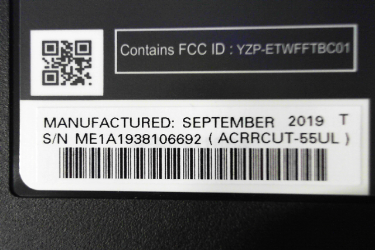 Contains FCC ID : YZP-ETWFFTBC01
MANUFACTURED: SEPTEMBER 2019 T
S/N ME1A1938106692 ( ACRRCUT-55UL )